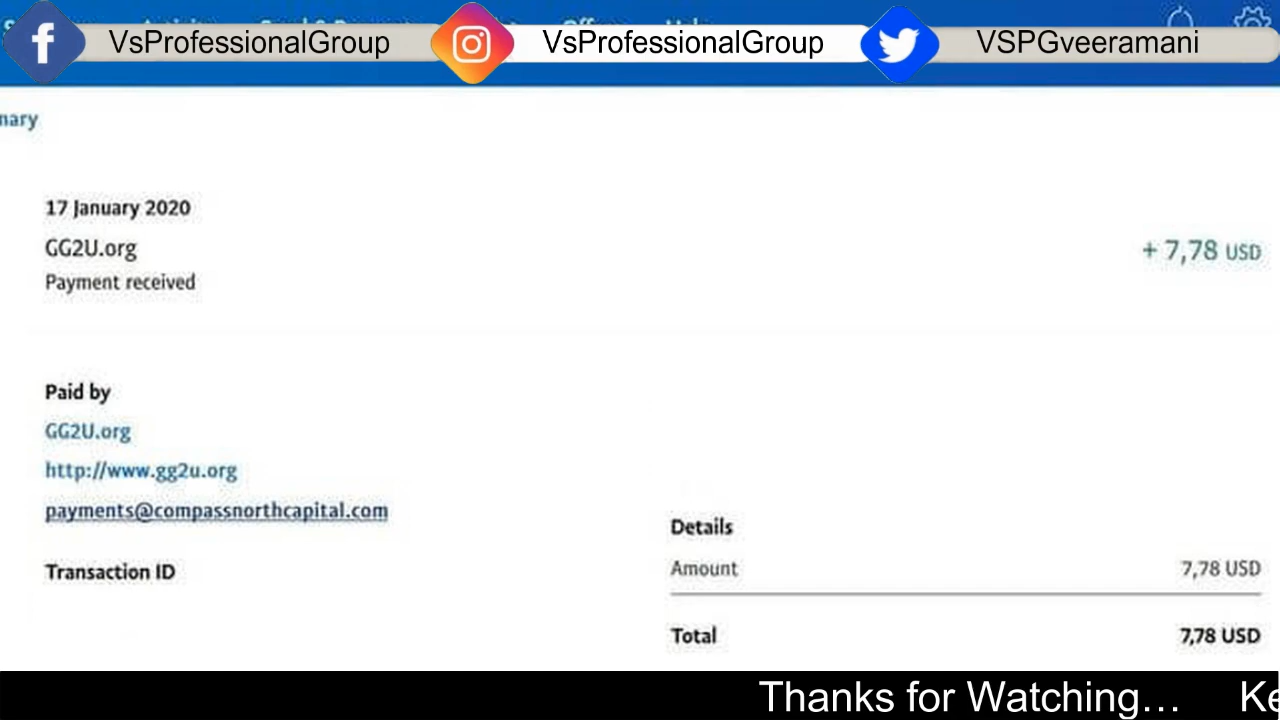 VsProfessionalGroup VsProfessionalGroup VSPGveeramani
17 January 2020
GG2U.org
+ 7,78 USD
Payment received
Paid by
GG2U.org
http://www.gg2u.org
payments@compassnorthcapital.com
Transaction ID
Details
Amount 7,78 USD
Total 7,78 USD
Thanks for Watching...